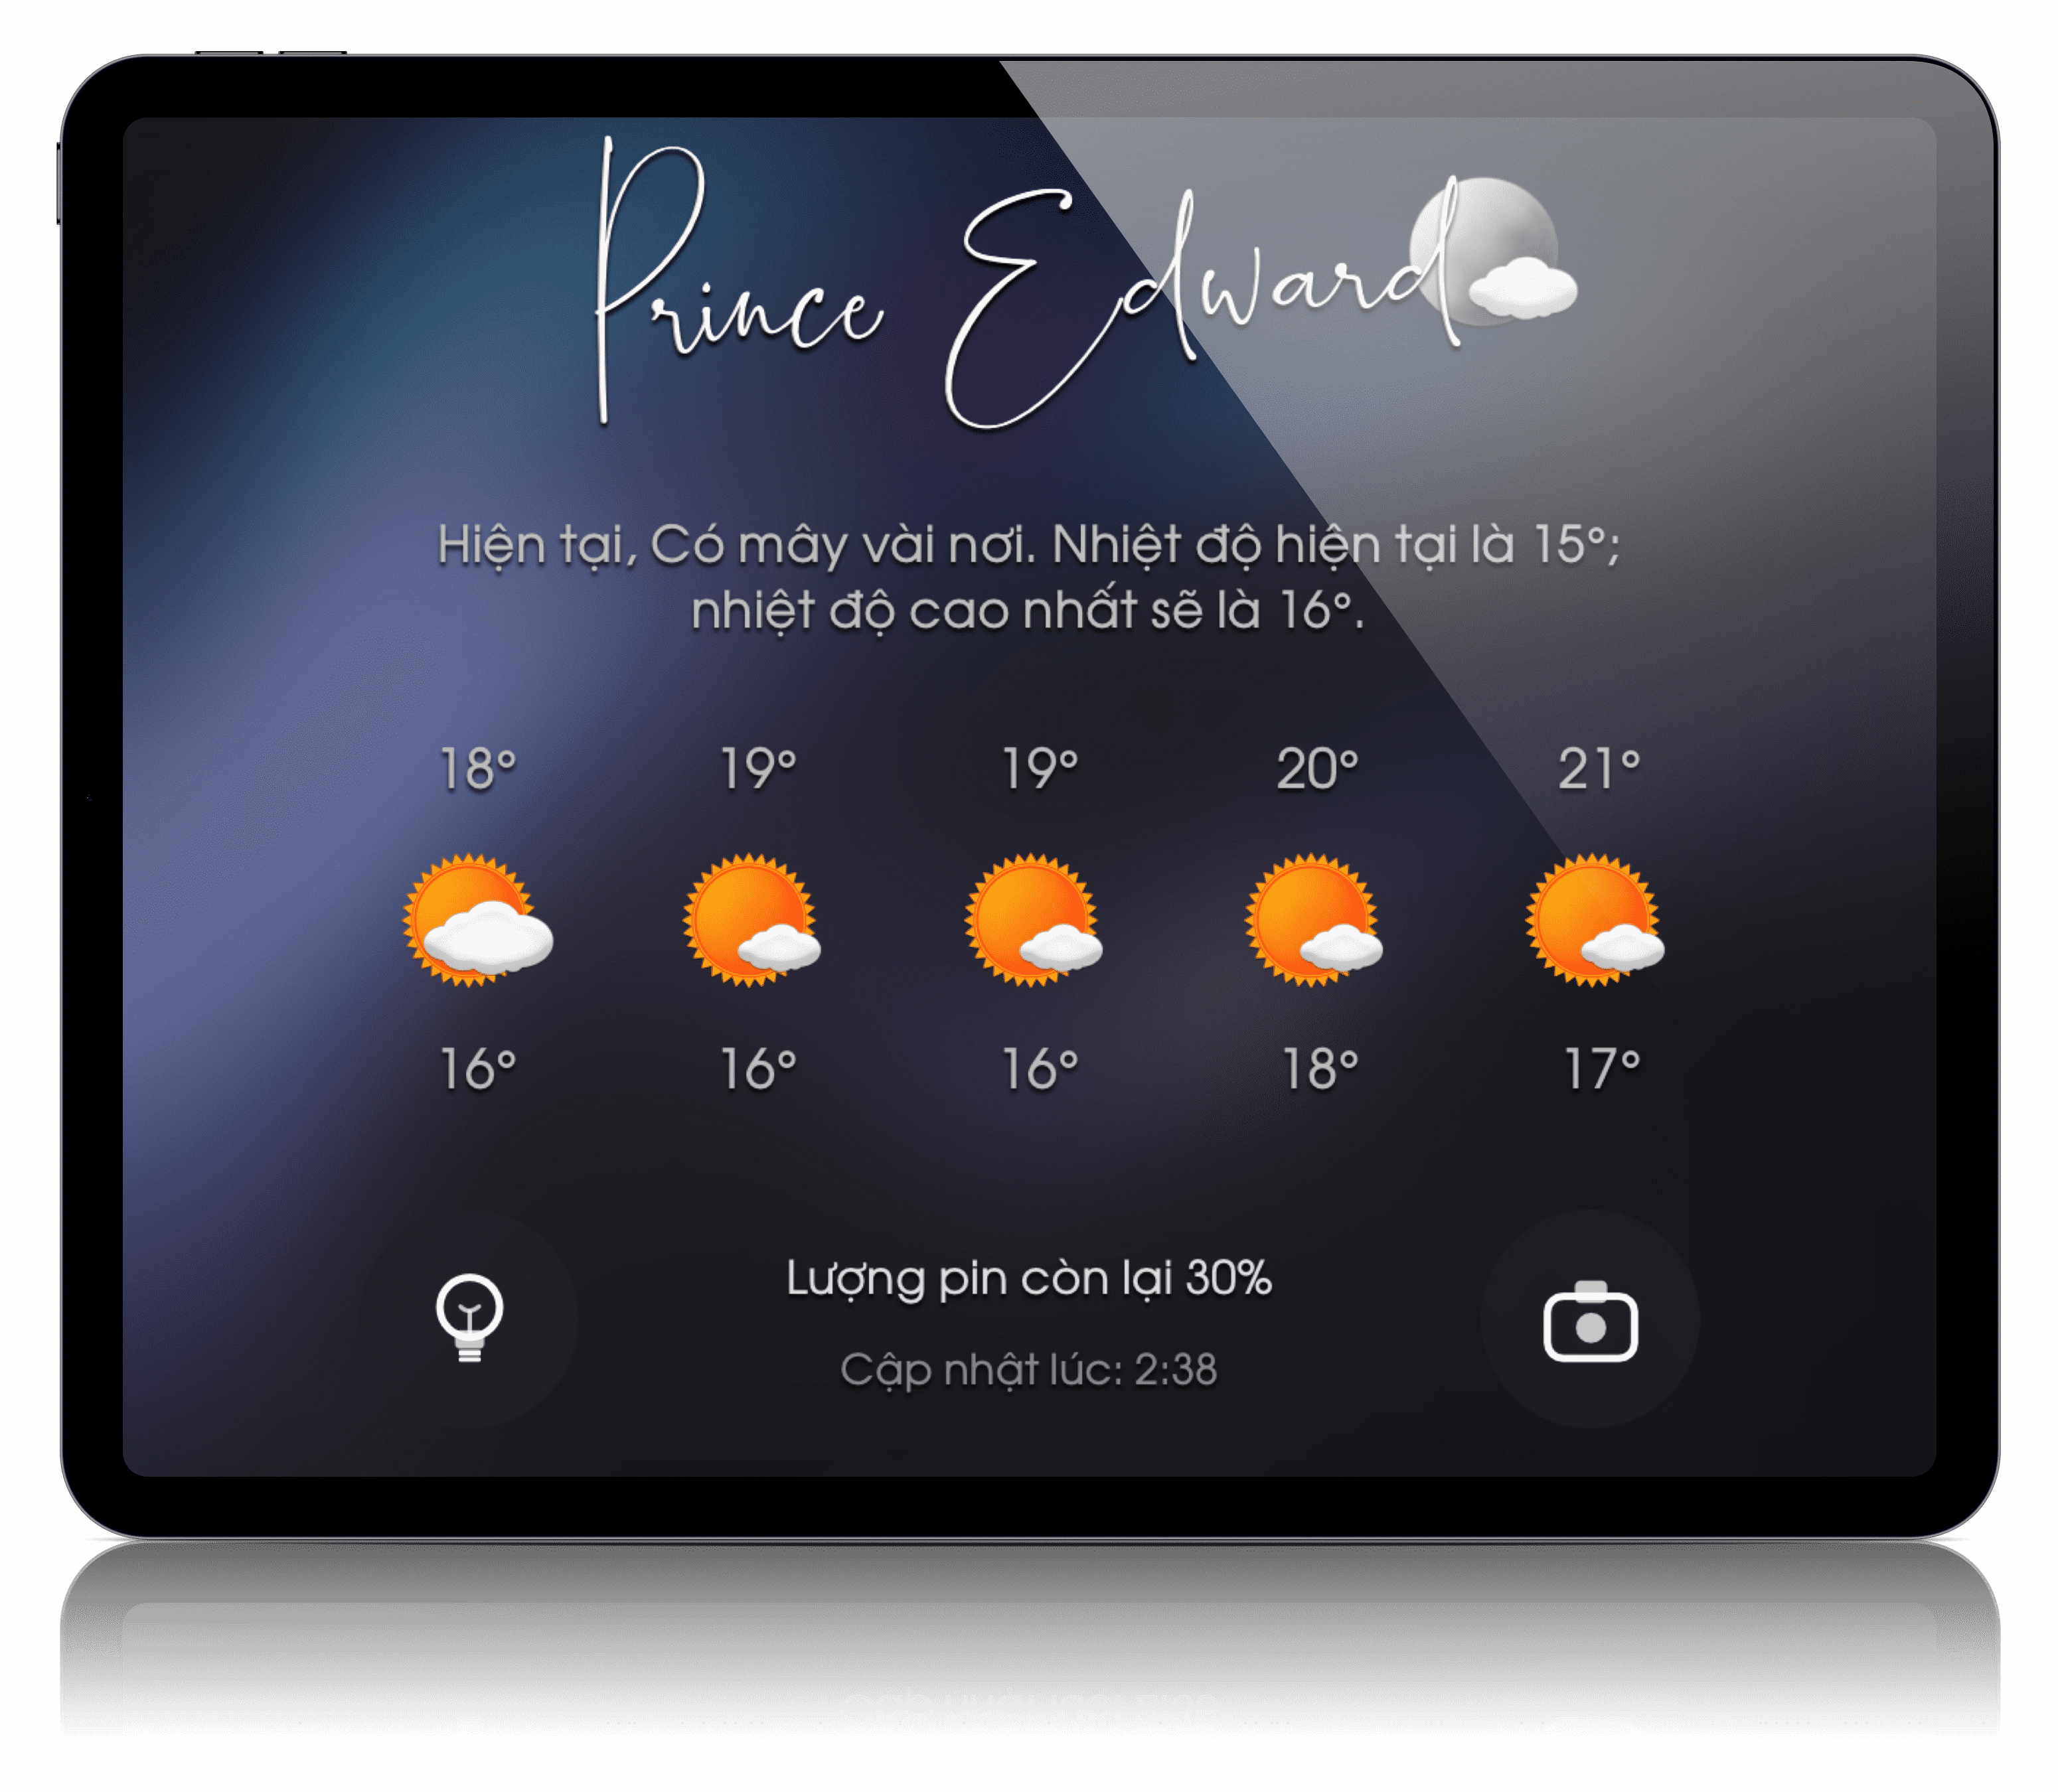 Prince Edward
Hiện tại, Có mây vài nơi. Nhiệt độ hiện tại là 15°;
nhiệt độ cao nhất sẽ là 16°.
18° 19° 19° 20° 21°
16° 16° 16° 18° 17°
Lượng pin còn lại 30%
Cập nhật lúc: 2:38